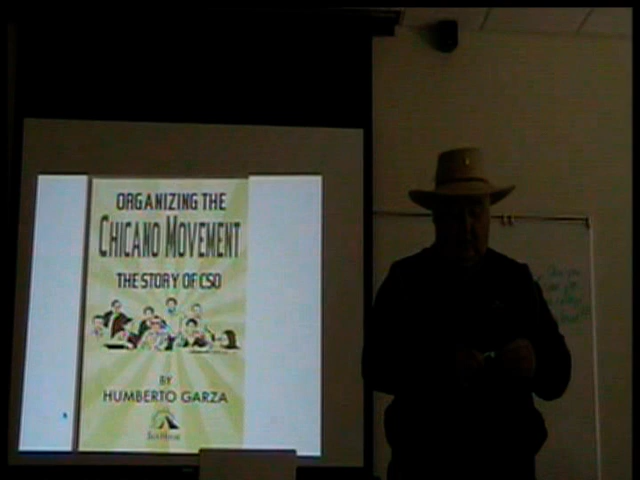 ORGANIZING THE
CHICANO MOVEMENT
THE STORY OF CSO
BY
HUMBERTO GARZA